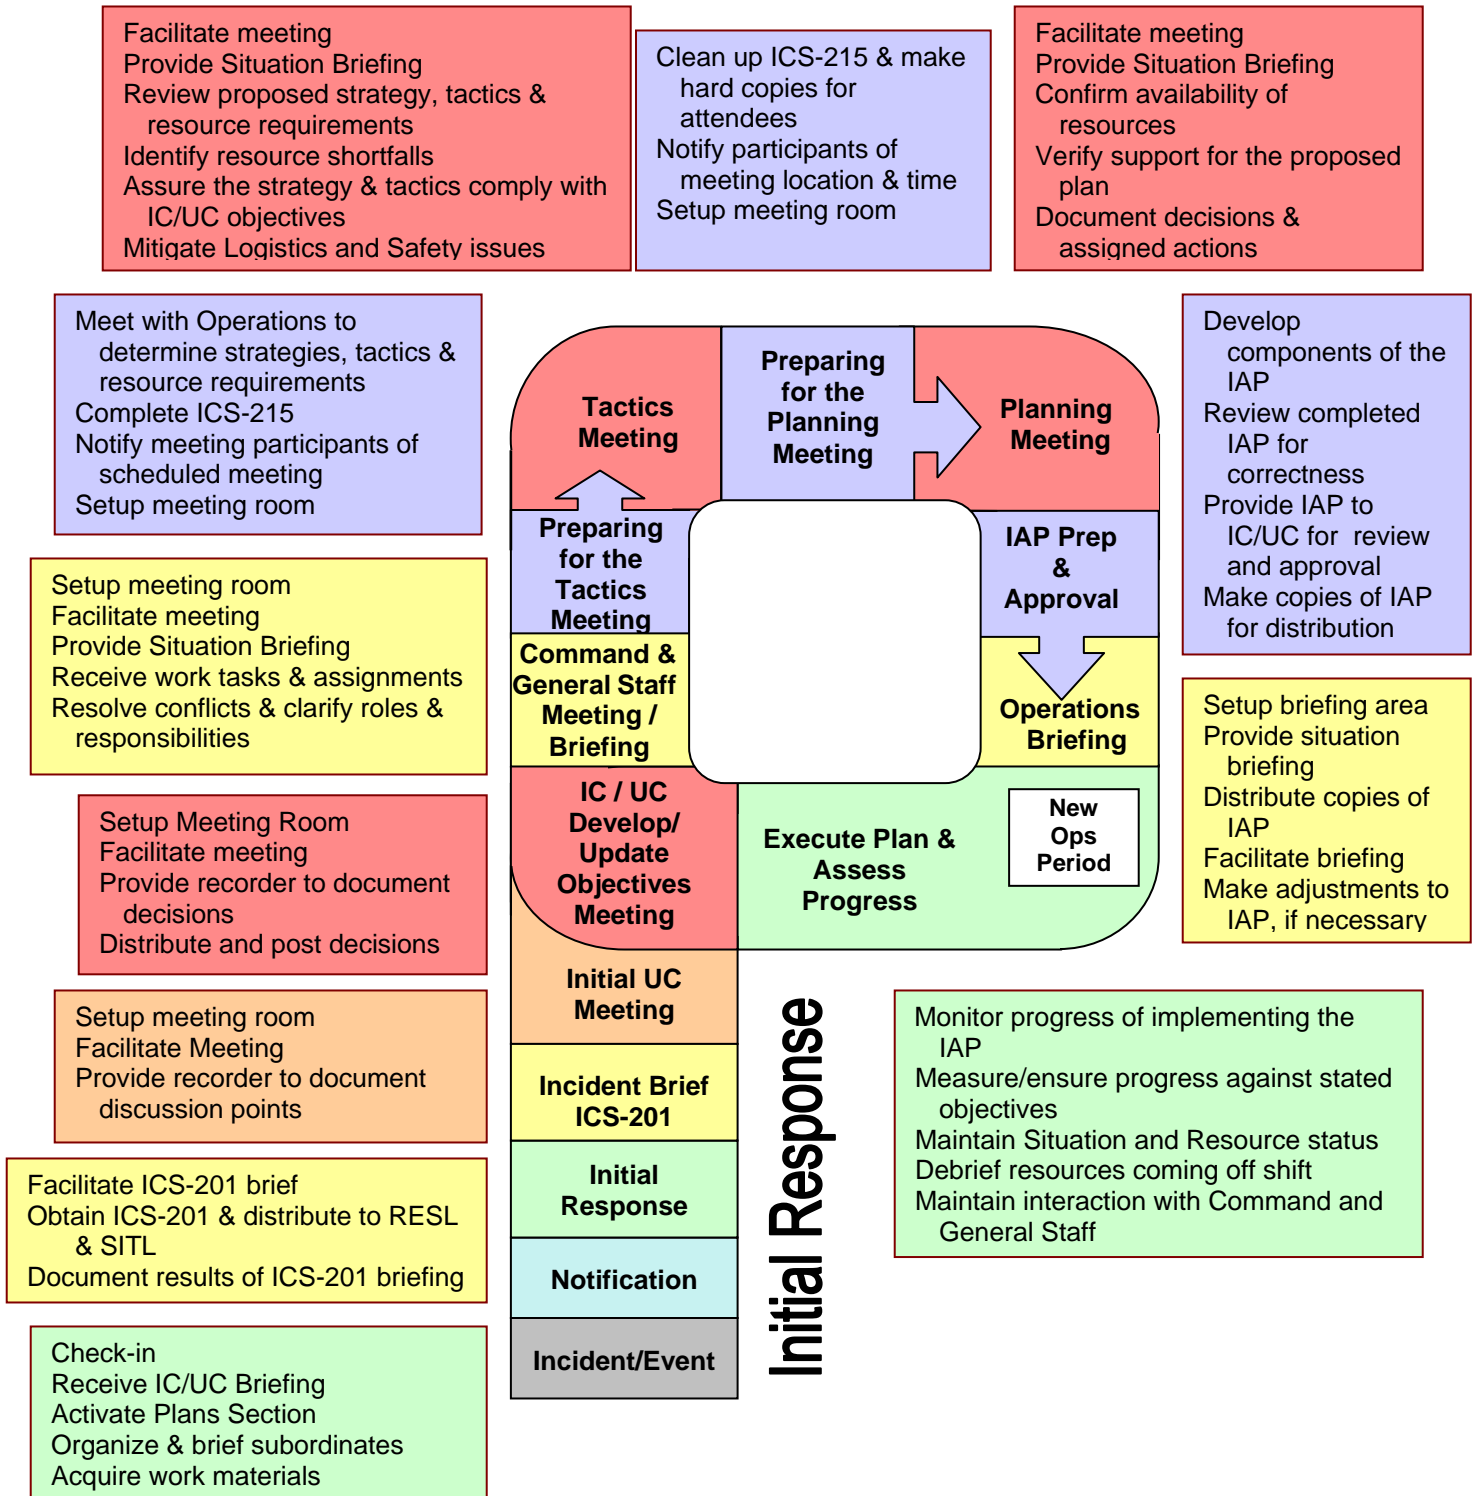 Facilitate meeting
Provide Situation Briefing
Review proposed strategy, tactics &
resource requirements
Identify resource shortfalls
Assure the strategy & tactics comply with
IC/UC objectives
Mitigate Logistics and Safety issues
Clean up ICS-215 & make
hard copies for
attendees
Notify participants of
meeting location & time
Setup meeting room
Facilitate meeting
Provide Situation Briefing
Confirm availability of
resources
Verify support for the proposed
plan
Document decisions &
assigned actions
Meet with Operations to
determine strategies, tactics &
resource requirements
Complete ICS-215
Notify meeting participants of
scheduled meeting
Setup meeting room
Tactics
Meeting
Preparing
for the
Planning
Meeting
Planning
Meeting
Develop
components of the
IAP
Review completed
IAP for
correctness
Provide IAP to
IC/UC for review
and approval
Make copies of IAP
for distribution
Setup meeting room
Facilitate meeting
Provide Situation Briefing
Receive work tasks & assignments
Resolve conflicts & clarify roles &
responsibilities
Preparing
for the
Tactics
Meeting
IAP Prep
&
Approval
Command &
General Staff
Meeting /
Briefing
Operations
Briefing
Setup briefing area
Provide situation
briefing
Distribute copies of
IAP
Facilitate briefing
Make adjustments to
IAP, if necessary
Setup Meeting Room
Facilitate meeting
Provide recorder to document
decisions
Distribute and post decisions
IC / UC
Develop/
Update
Objectives
Meeting
Execute Plan &
Assess
Progress
New
Ops
Period
Setup meeting room
Facilitate Meeting
Provide recorder to document
discussion points
Initial UC
Meeting
Incident Brief
ICS-201
Initial
Response
Notification
Incident/Event
Initial Response
Monitor progress of implementing the
IAP
Measure/ensure progress against stated
objectives
Maintain Situation and Resource status
Debrief resources coming off shift
Maintain interaction with Command and
General Staff
Facilitate ICS-201 brief
Obtain ICS-201 & distribute to RESL
& SITL
Document results of ICS-201 briefing
Check-in
Receive IC/UC Briefing
Activate Plans Section
Organize & brief subordinates
Acquire work materials